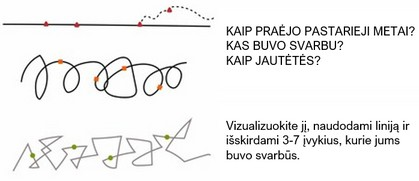 KAIP PRAĖJO PASTARIEJI METAI?
KAS BUVO SVARBU?
KAIP JAUTĖTĖS?
Vizualizuokite jį, naudodami liniją ir
išskirdami 3-7 įvykius, kurie jums
buvo svarbūs.